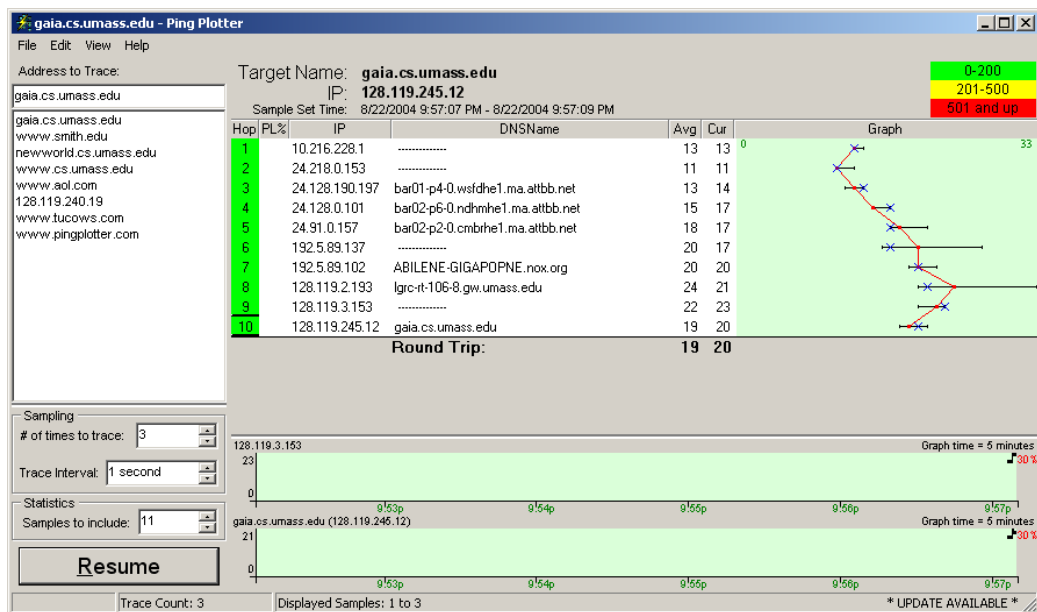 gaia.cs.umass.edu - Ping Plotter
File Edit View Help
Address to Trace:
gaia.cs.umass.edu
gaia.cs.umass.edu
www.smith.edu
newworld.cs.umass.edu
www.cs.umass.edu
www.aol.com
128.119.240.19
www.tucows.com
www.pingplotter.com
Sampling
# of times to trace: 3
Trace Interval: 1 second
Statistics
Samples to include: 11
Resume
Target Name: gaia.cs.umass.edu
IP: 128.119.245.12
Sample Set Time: 8/22/2004 9:57:07 PM - 8/22/2004 9:57:09 PM
0-200
201-500
501 and up
Hop PL% IP DNSName Avg Cur Graph
1 10.216.228.1 ------------- 13 13 0 33
2 24.218.0.153 ------------- 11 11
3 24.128.190.197 bar01-p4-0.wsfdhe1.ma.attbb.net 13 14
4 24.128.0.101 bar02-p6-0.ndhmhe1.ma.attbb.net 15 17
5 24.91.0.157 bar02-p2-0.cmbrhe1.ma.attbb.net 18 17
6 192.5.89.137 ------------- 20 17
7 192.5.89.102 ABILENE-GIGAPOPNE.nox.org 20 20
8 128.119.2.193 lgrc-rt-106-8.gw.umass.edu 24 21
9 128.119.3.153 ------------- 22 23
10 128.119.245.12 gaia.cs.umass.edu 19 20
Round Trip: 19 20
128.119.3.153 Graph time = 5 minutes
23 30%
0
9:53p 9:54p 9:55p 9:56p 9:57p
gaia.cs.umass.edu (128.119.245.12) Graph time = 5 minutes
21 30%
0
9:53p 9:54p 9:55p 9:56p 9:57p
Trace Count: 3 Displayed Samples: 1 to 3 * UPDATE AVAILABLE *